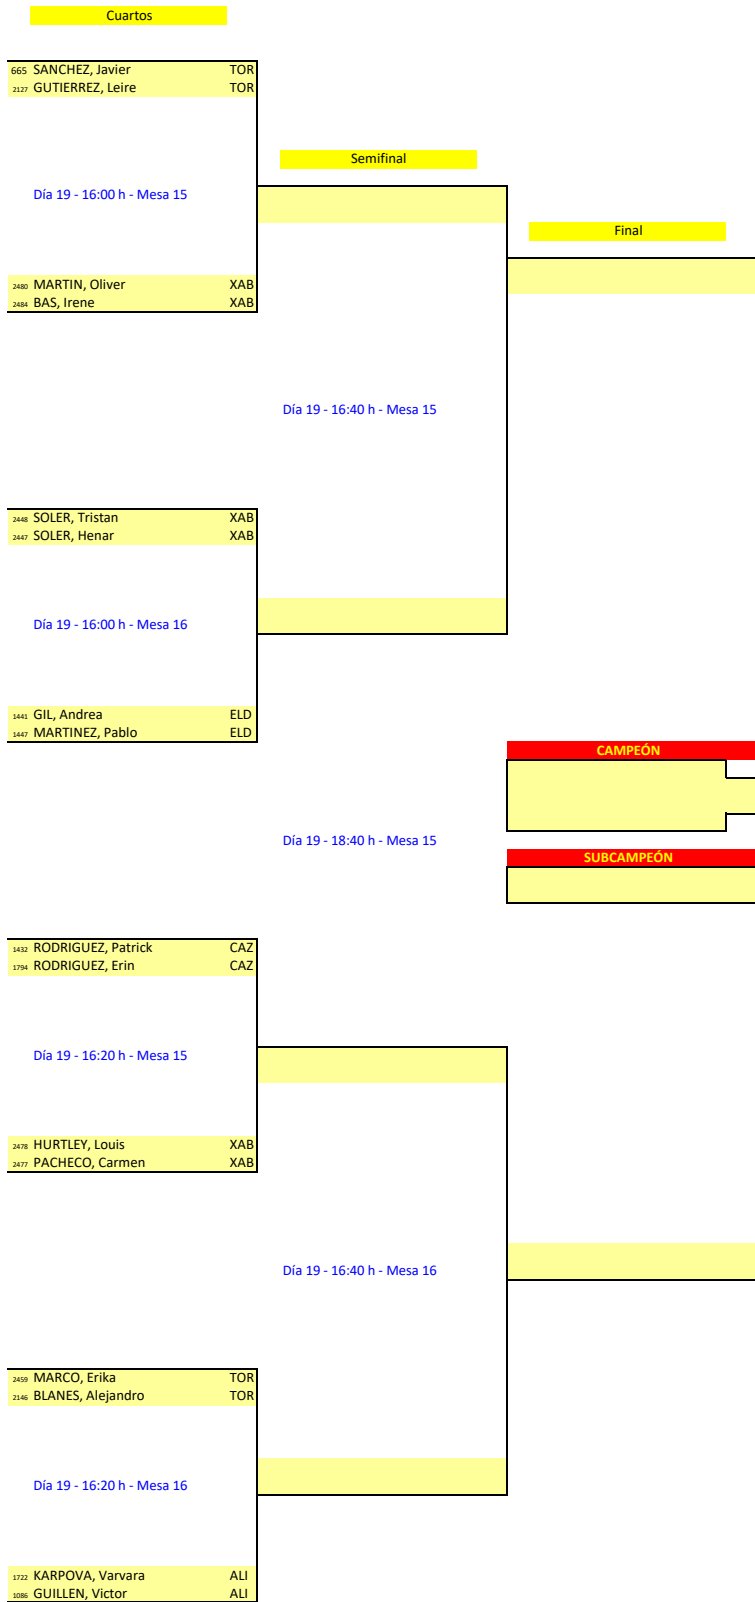 Cuartos
665 SANCHEZ, Javier TOR
2127 GUTIERREZ, Leire TOR
Semifinal
Día 19 - 16:00 h - Mesa 15
Final
2480 MARTIN, Oliver XAB
2484 BAS, Irene XAB
Día 19 - 16:40 h - Mesa 15
2448 SOLER, Tristan XAB
2447 SOLER, Henar XAB
Día 19 - 16:00 h - Mesa 16
1441 GIL, Andrea ELD
1447 MARTINEZ, Pablo ELD
CAMPEÓN
Día 19 - 18:40 h - Mesa 15
SUBCAMPEÓN
1432 RODRIGUEZ, Patrick CAZ
1794 RODRIGUEZ, Erin CAZ
Día 19 - 16:20 h - Mesa 15
2478 HURTLEY, Louis XAB
2477 PACHECO, Carmen XAB
Día 19 - 16:40 h - Mesa 16
2459 MARCO, Erika TOR
2146 BLANES, Alejandro TOR
Día 19 - 16:20 h - Mesa 16
1722 KARPOVA, Varvara ALI
1086 GUILLEN, Victor ALI